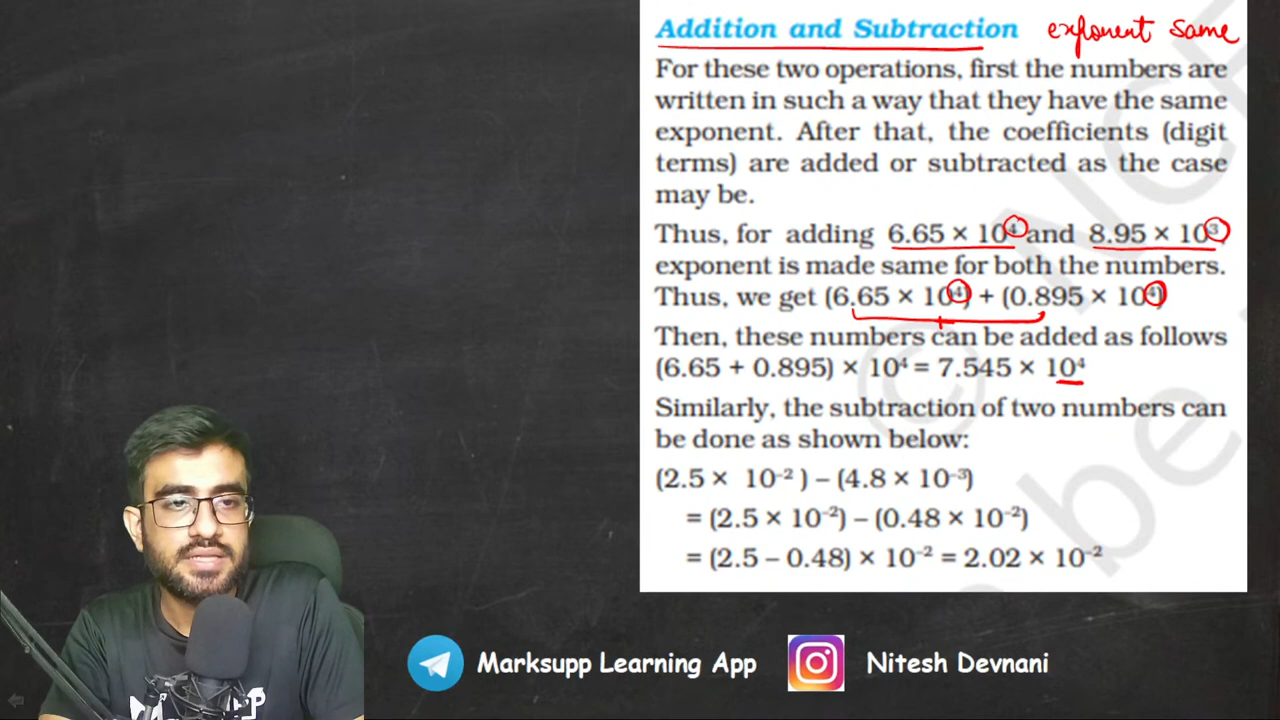 Addition and Subtraction exponent same
For these two operations, first the numbers are
written in such a way that they have the same
exponent. After that, the coefficients (digit
terms) are added or subtracted as the case
may be.
Thus, for adding 6.65 × 10⁴ and 8.95 × 10³,
exponent is made same for both the numbers.
Thus, we get (6.65 × 10⁴) + (0.895 × 10⁴)
Then, these numbers can be added as follows
(6.65 + 0.895) × 10⁴ = 7.545 × 10⁴
Similarly, the subtraction of two numbers can
be done as shown below:
(2.5 × 10⁻² ) – (4.8 × 10⁻³)
= (2.5 × 10⁻²) – (0.48 × 10⁻²)
= (2.5 – 0.48) × 10⁻² = 2.02 × 10⁻²
Marksupp Learning App Nitesh Devnani